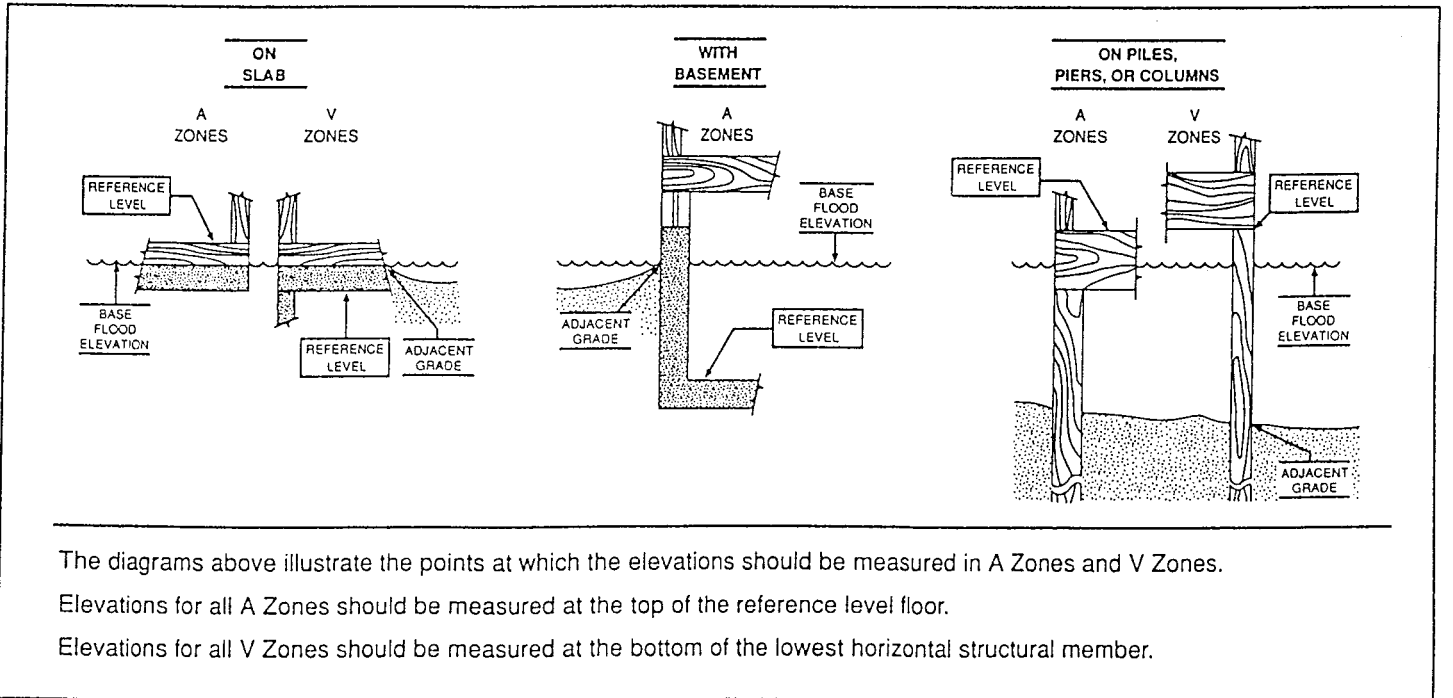 ON
SLAB
A
ZONES
V
ZONES
REFERENCE
LEVEL
BASE
FLOOD
ELEVATION
REFERENCE
LEVEL
ADJACENT
GRADE
WITH
BASEMENT
A
ZONES
BASE
FLOOD
ELEVATION
ADJACENT
GRADE
REFERENCE
LEVEL
ON PILES,
PIERS, OR COLUMNS
A
ZONES
V
ZONES
REFERENCE
LEVEL
REFERENCE
LEVEL
BASE
FLOOD
ELEVATION
ADJACENT
GRADE
The diagrams above illustrate the points at which the elevations should be measured in A Zones and V Zones.
Elevations for all A Zones should be measured at the top of the reference level floor.
Elevations for all V Zones should be measured at the bottom of the lowest horizontal structural member.